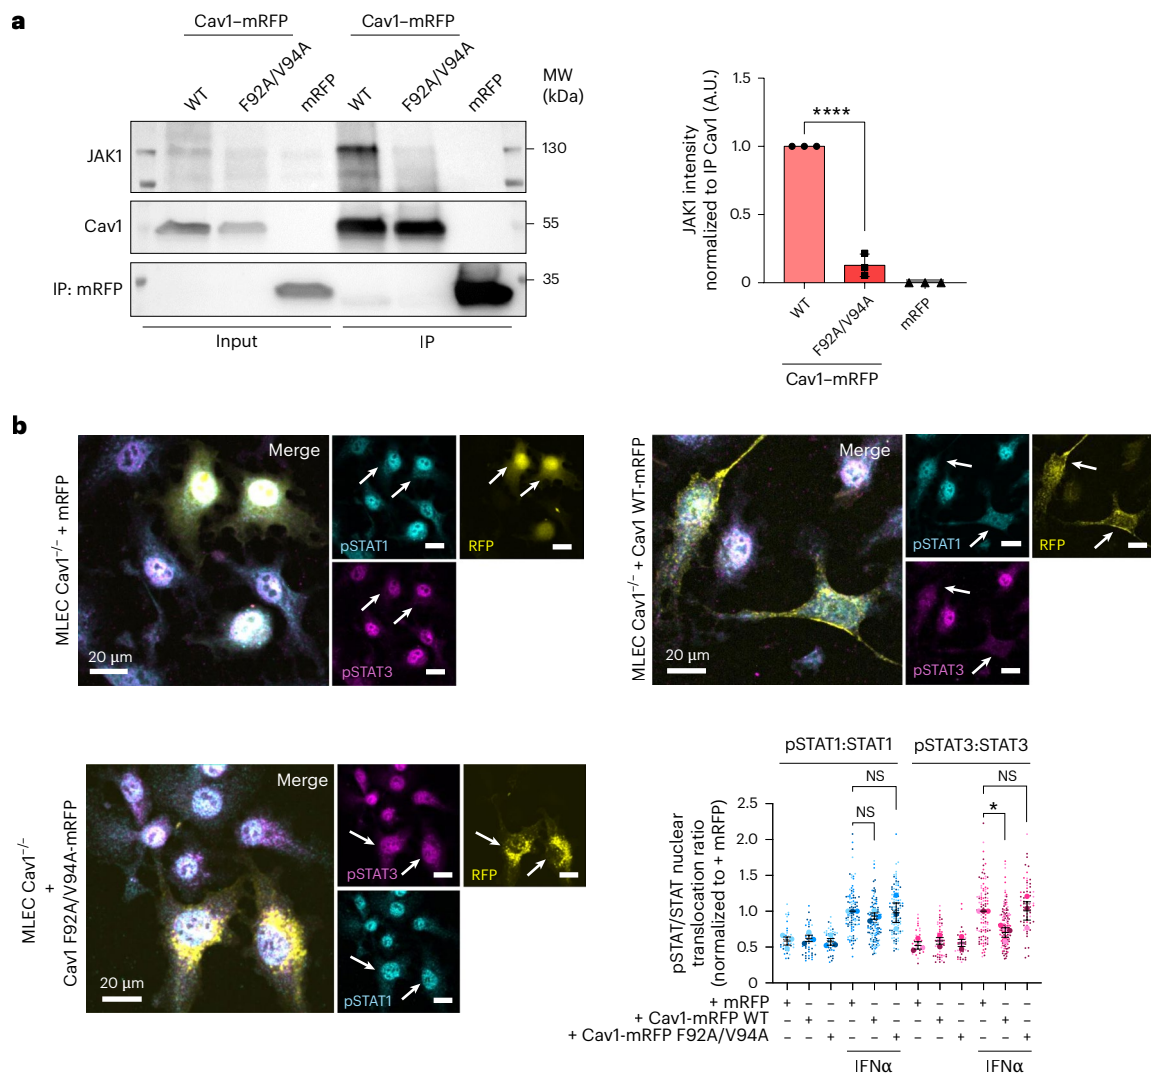 a
Cav1–mRFP
Cav1–mRFP
WT
F92A/V94A
mRFP
WT
F92A/V94A
mRFP
MW
(kDa)
JAK1
130
Cav1
55
IP: mRFP
35
Input
IP
JAK1 intensity
normalized to IP Cav1 (A.U.)
1.5
1.0
0.5
0
****
WT
F92A/V94A
mRFP
Cav1–mRFP
b
MLEC Cav1−/− + mRFP
Merge
20 μm
pSTAT1
RFP
pSTAT3
MLEC Cav1−/− + Cav1 WT-mRFP
Merge
20 μm
pSTAT1
RFP
pSTAT3
MLEC Cav1−/−
+
Cav1 F92A/V94A-mRFP
Merge
20 μm
pSTAT3
RFP
pSTAT1
pSTAT1:STAT1
pSTAT3:STAT3
NS
NS
NS
*
pSTAT/STAT nuclear
translocation ratio
(normalized to + mRFP)
2.5
2.0
1.5
1.0
0.5
0
+ mRFP + – – + – – + – – + – –
+ Cav1-mRFP WT – + – – + – – + – – + –
+ Cav1-mRFP F92A/V94A – – + – – + – – + – – +
IFNα
IFNα